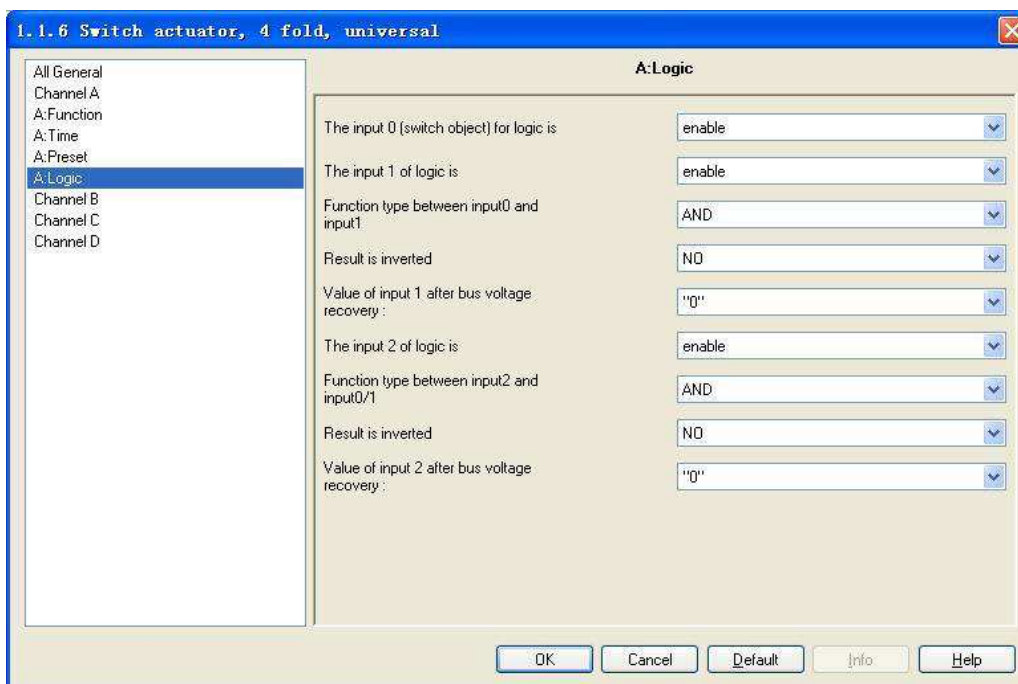 1.1.6 Switch actuator, 4 fold, universal
All General
Channel A
A:Function
A:Time
A:Preset
A:Logic
Channel B
Channel C
Channel D
A:Logic
The input 0 (switch object) for logic is
enable
The input 1 of logic is
enable
Function type between input0 and
input1
AND
Result is inverted
NO
Value of input 1 after bus voltage
recovery :
"0"
The input 2 of logic is
enable
Function type between input2 and
input0/1
AND
Result is inverted
NO
Value of input 2 after bus voltage
recovery :
"0"
OK
Cancel
Default
Info
Help